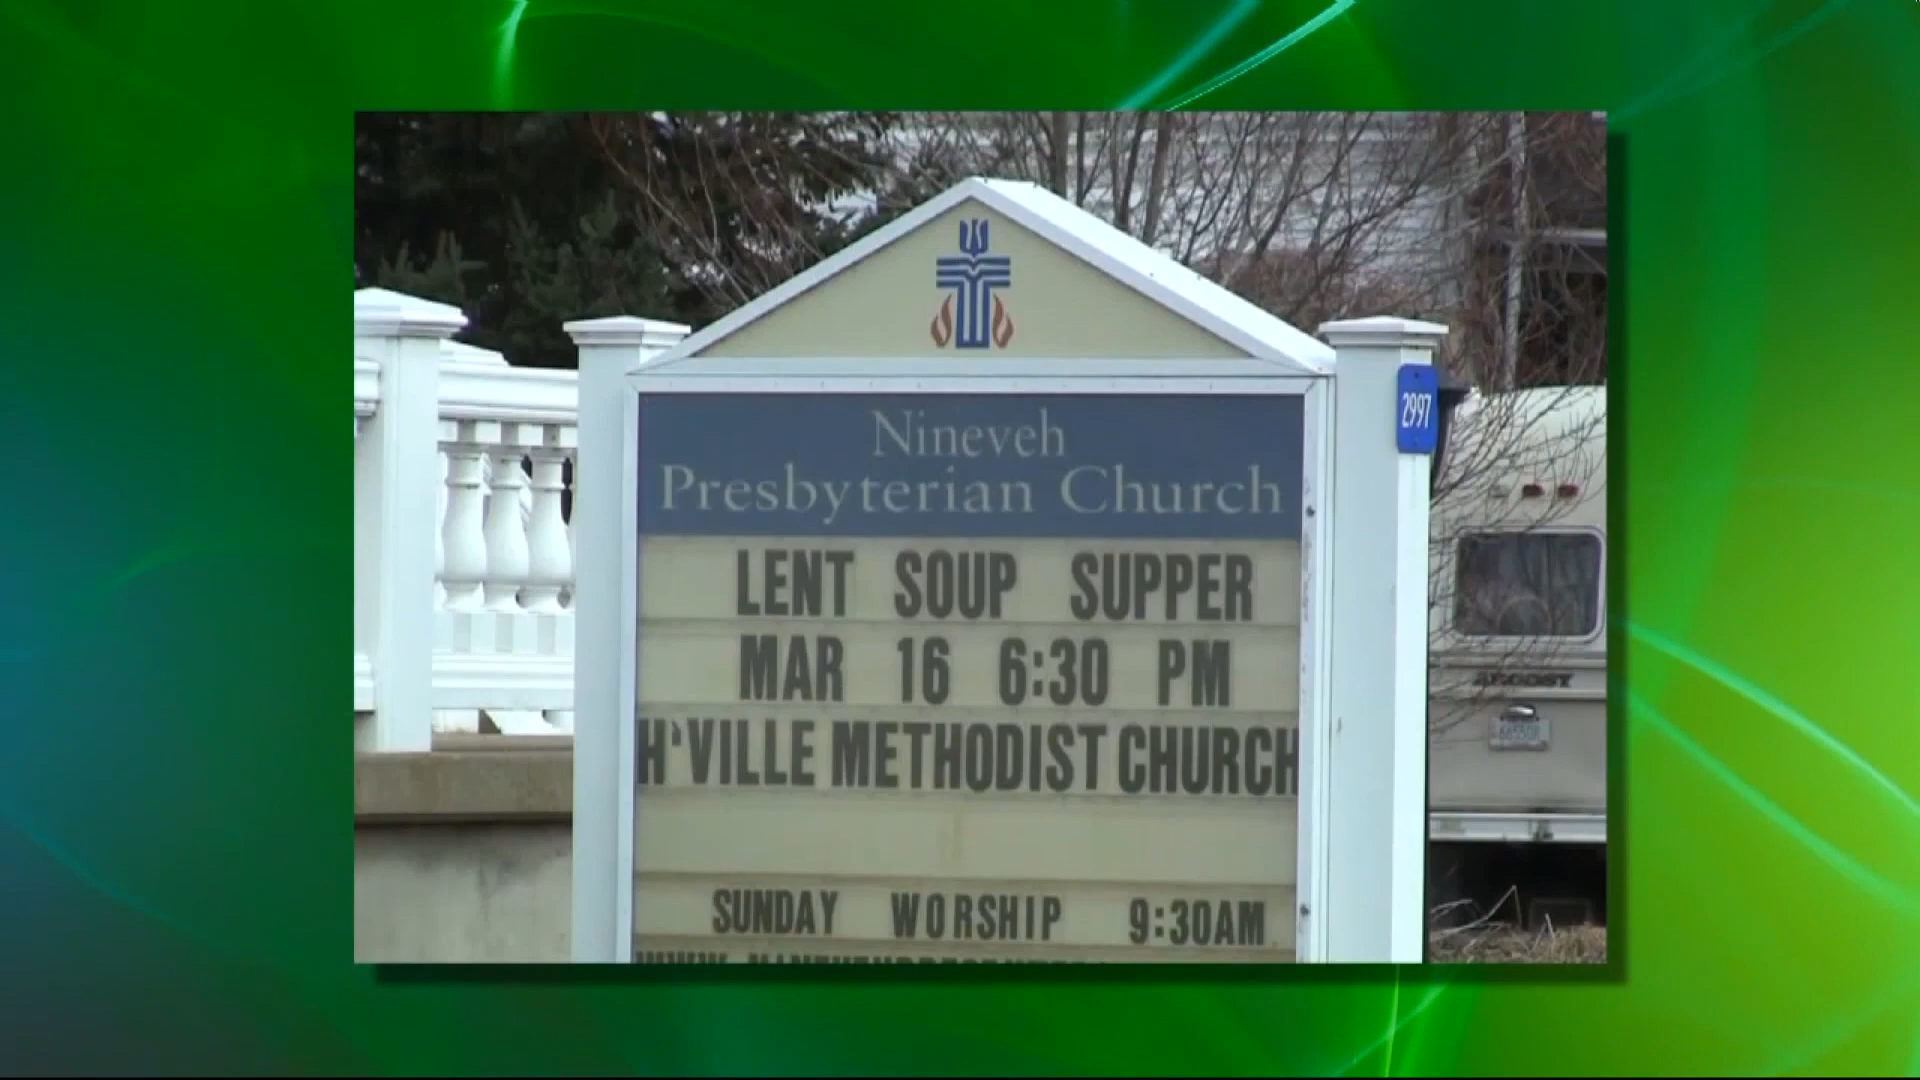 Nineveh
Presbyterian Church
2997
LENT SOUP SUPPER
MAR 16 6:30 PM
H'VILLE METHODIST CHURCH
SUNDAY WORSHIP 9:30AM